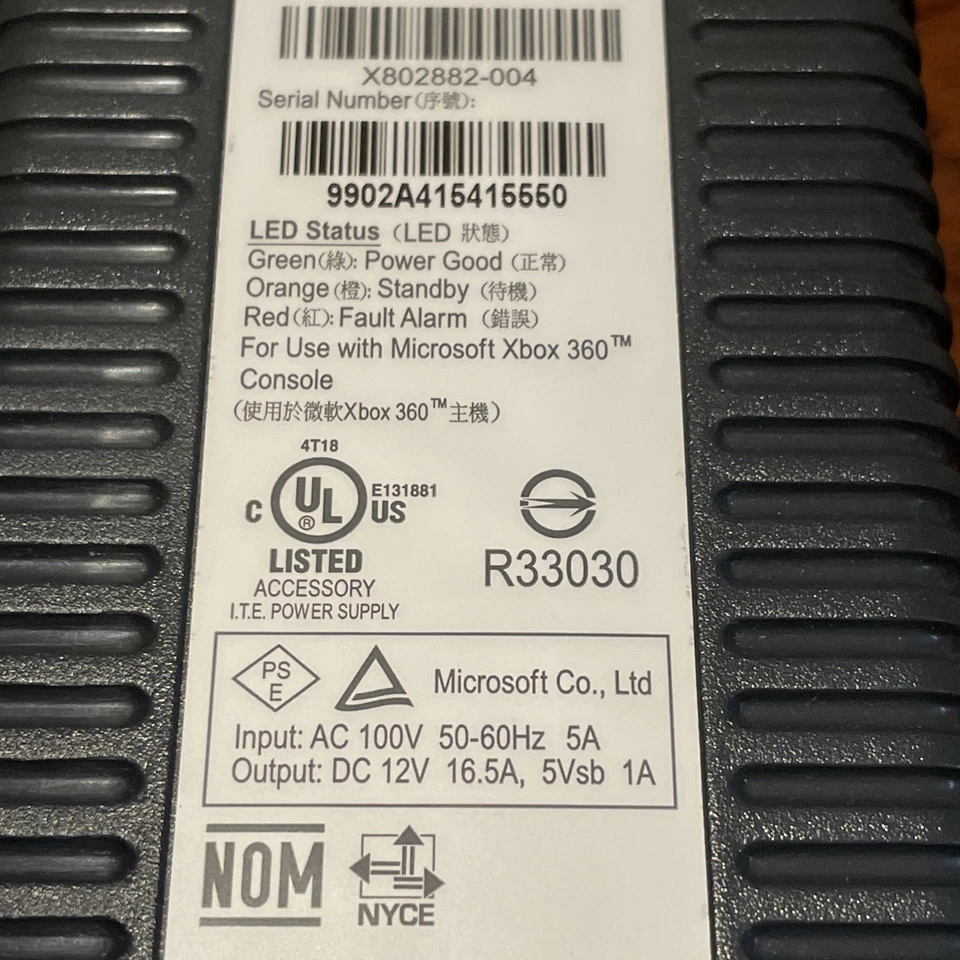 X802882-004
Serial Number(序號):
9902A415415550
LED Status (LED 狀態)
Green(綠): Power Good (正常)
Orange(橙): Standby (待機)
Red(紅): Fault Alarm (錯誤)
For Use with Microsoft Xbox 360™
Console
(使用於微軟Xbox 360™主機)
4T18
C UL ® US E131881
LISTED
ACCESSORY
I.T.E. POWER SUPPLY
R33030
PS
E
Microsoft Co., Ltd
Input: AC 100V 50-60Hz 5A
Output: DC 12V 16.5A, 5Vsb 1A
NOM
NYCE